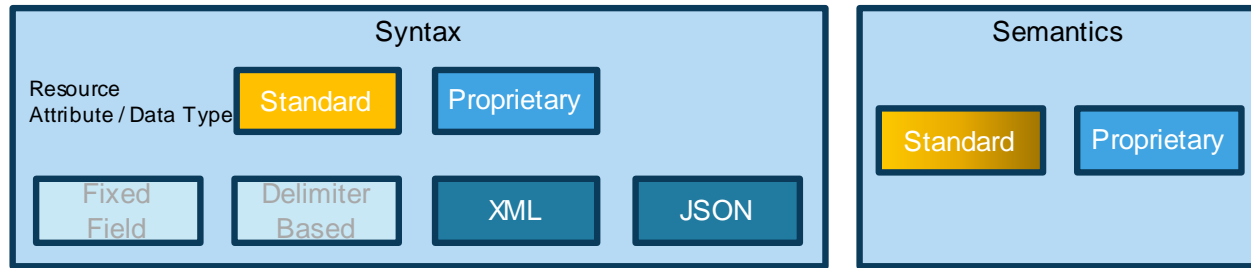 Syntax
Resource
Attribute / Data Type
Standard
Proprietary
Fixed
Field
Delimiter
Based
XML
JSON
Semantics
Standard
Proprietary